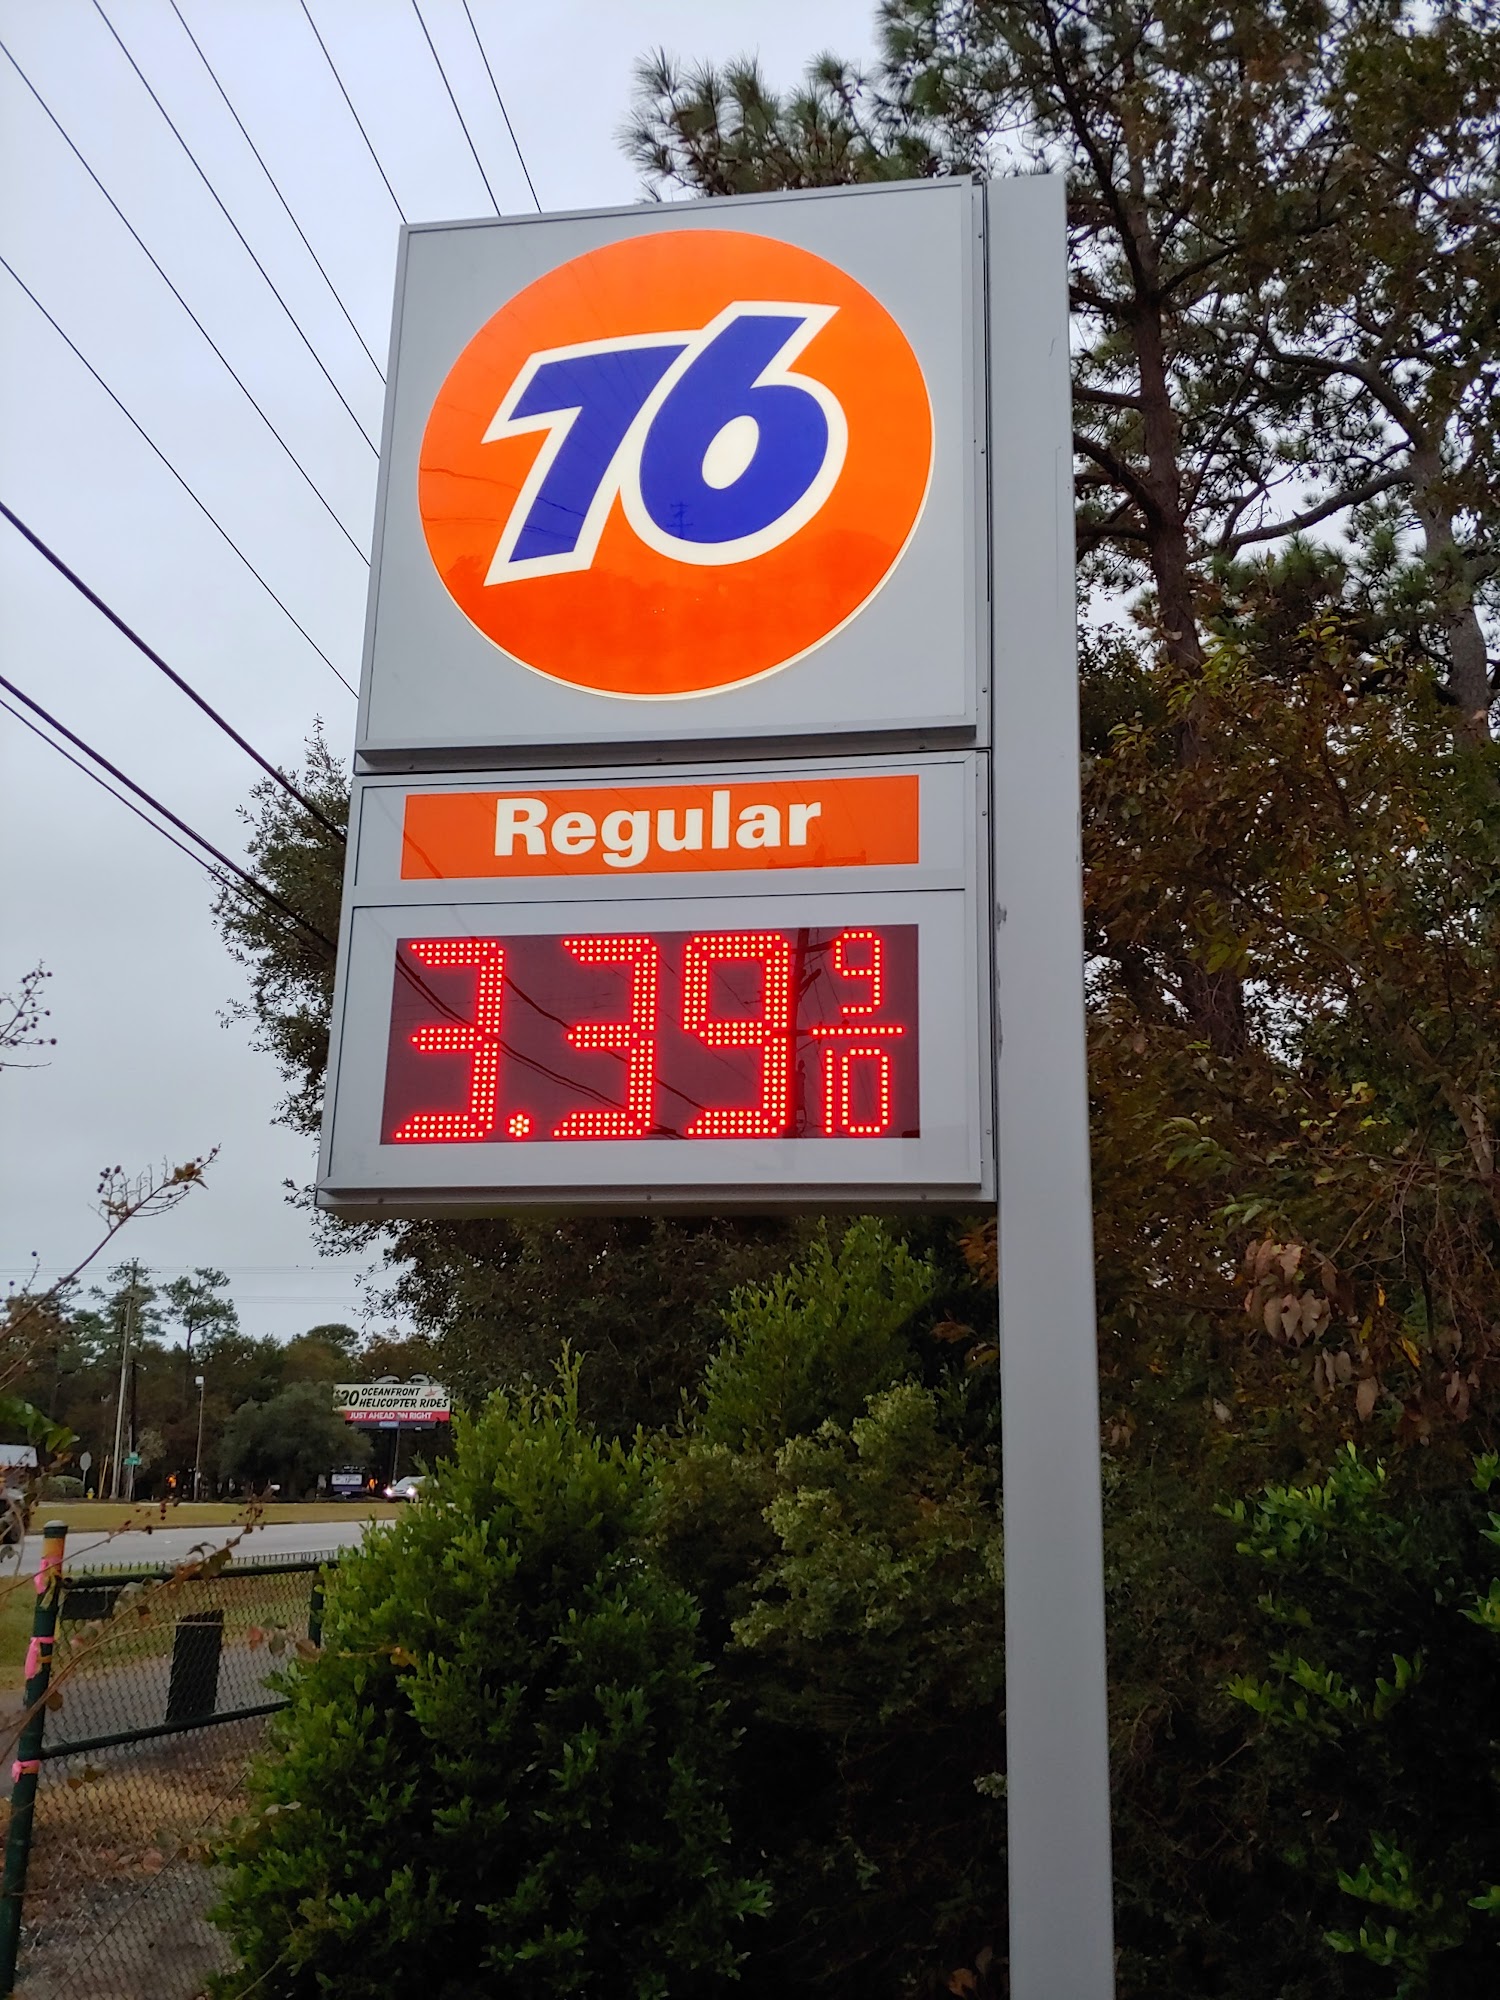 76
Regular
3.39 9/10
$20 OCEANFRONT
HELICOPTER RIDES
JUST AHEAD ON RIGHT